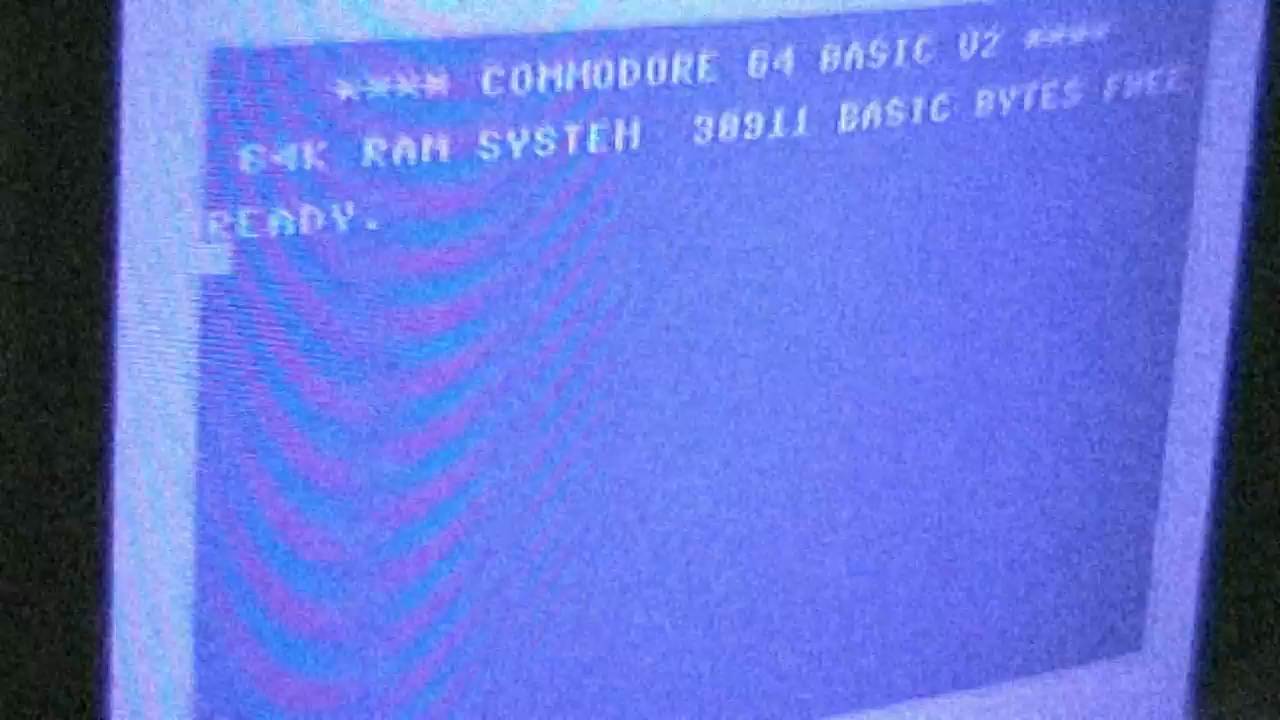 **** COMMODORE 64 BASIC V2 ****
64K RAM SYSTEM 38911 BASIC BYTES FREE
READY.